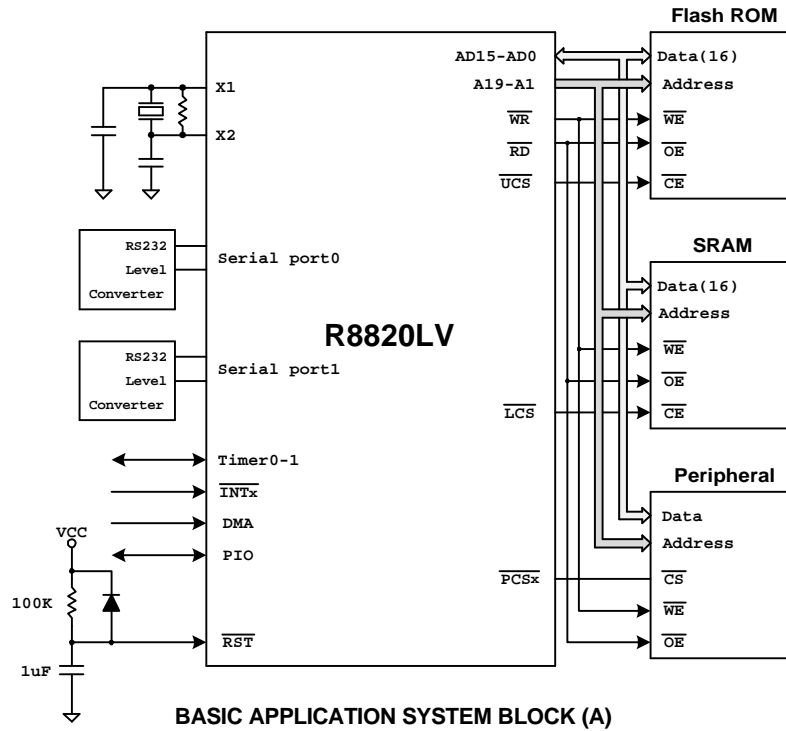 Flash ROM
AD15-AD0
Data(16)
A19-A1
Address
X1
X2
WR
WE
RD
OE
UCS
CE
RS232
Level
Converter
Serial port0
SRAM
Data(16)
Address
R8820LV
WE
OE
LCS
CE
RS232
Level
Converter
Serial port1
Timer0-1
INTx
DMA
PIO
Peripheral
Data
Address
PCSx
CS
WE
OE
VCC
100K
RST
1uF
BASIC APPLICATION SYSTEM BLOCK (A)